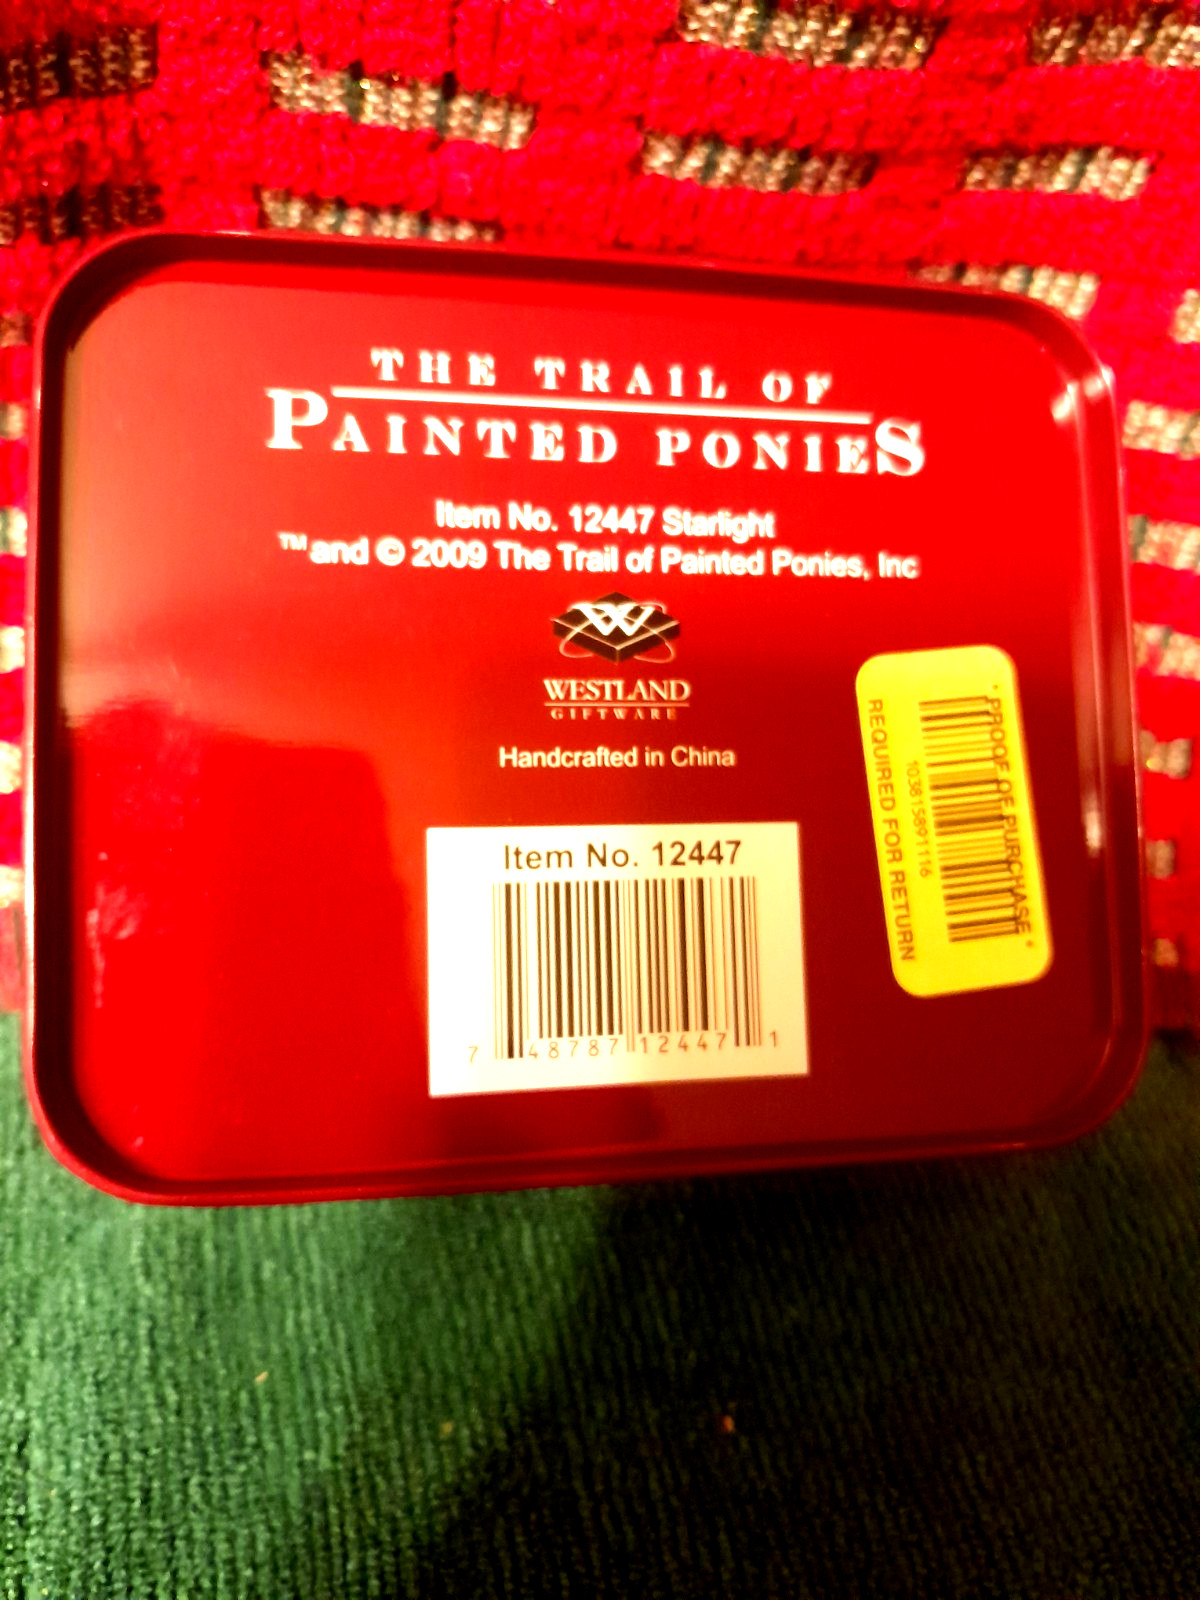 THE TRAIL OF
PAINTED PONIES
Item No. 12447 Starlight
™ and © 2009 The Trail of Painted Ponies, Inc
W
WESTLAND
GIFTWARE
Handcrafted in China
Item No. 12447
7 48787 12447 1
* PROOF OF PURCHASE *
103815891116
REQUIRED FOR RETURN